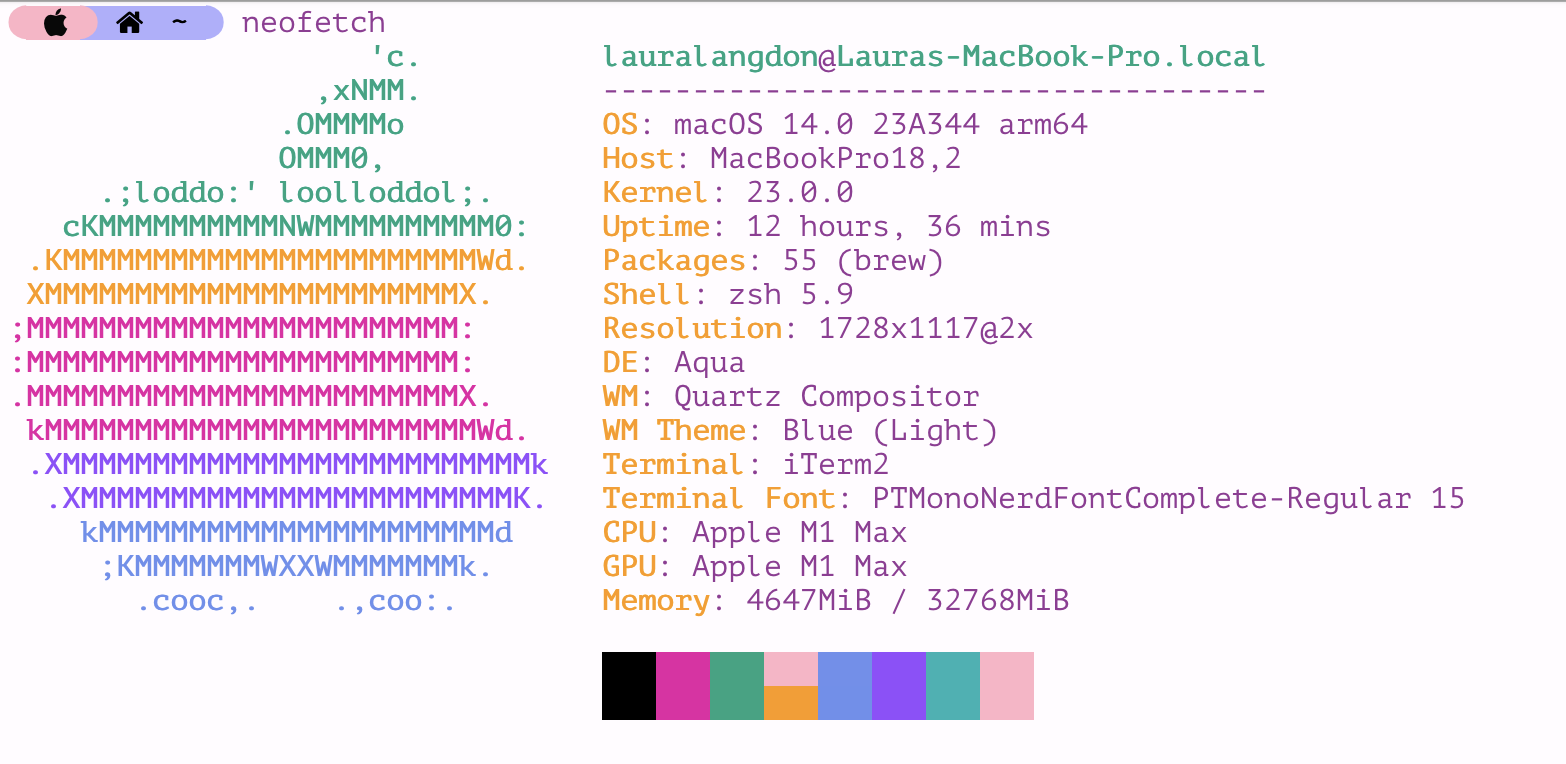 ~ neofetch
'c.
,xNMM.
.OMMMMo
OMMM0,
.;loddo:' loolloddol;.
cKMMMMMMMMMMNWMMMMMMMMMM0:
.KMMMMMMMMMMMMMMMMMMMMMMMWd.
XMMMMMMMMMMMMMMMMMMMMMMMX.
;MMMMMMMMMMMMMMMMMMMMMMMM:
:MMMMMMMMMMMMMMMMMMMMMMMM:
.MMMMMMMMMMMMMMMMMMMMMMMMX.
kMMMMMMMMMMMMMMMMMMMMMMMMWd.
.XMMMMMMMMMMMMMMMMMMMMMMMMMMk
.XMMMMMMMMMMMMMMMMMMMMMMMMK.
kMMMMMMMMMMMMMMMMMMMMMMd
;KMMMMMMMWXXWMMMMMMMk.
.cooc,. .,coo:.
lauralangdon@Lauras-MacBook-Pro.local
-------------------------------------
OS: macOS 14.0 23A344 arm64
Host: MacBookPro18,2
Kernel: 23.0.0
Uptime: 12 hours, 36 mins
Packages: 55 (brew)
Shell: zsh 5.9
Resolution: 1728x1117@2x
DE: Aqua
WM: Quartz Compositor
WM Theme: Blue (Light)
Terminal: iTerm2
Terminal Font: PTMonoNerdFontComplete-Regular 15
CPU: Apple M1 Max
GPU: Apple M1 Max
Memory: 4647MiB / 32768MiB